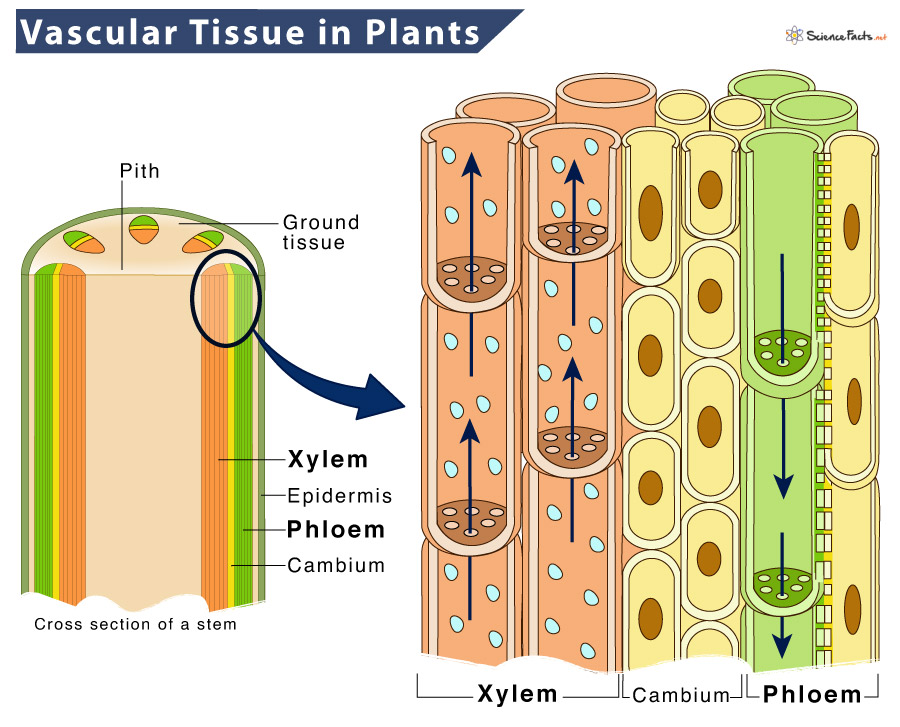 Vascular Tissue in Plants
ScienceFacts.net
Pith
Ground
tissue
Xylem
Epidermis
Phloem
Cambium
Cross section of a stem
Xylem
Cambium
Phloem